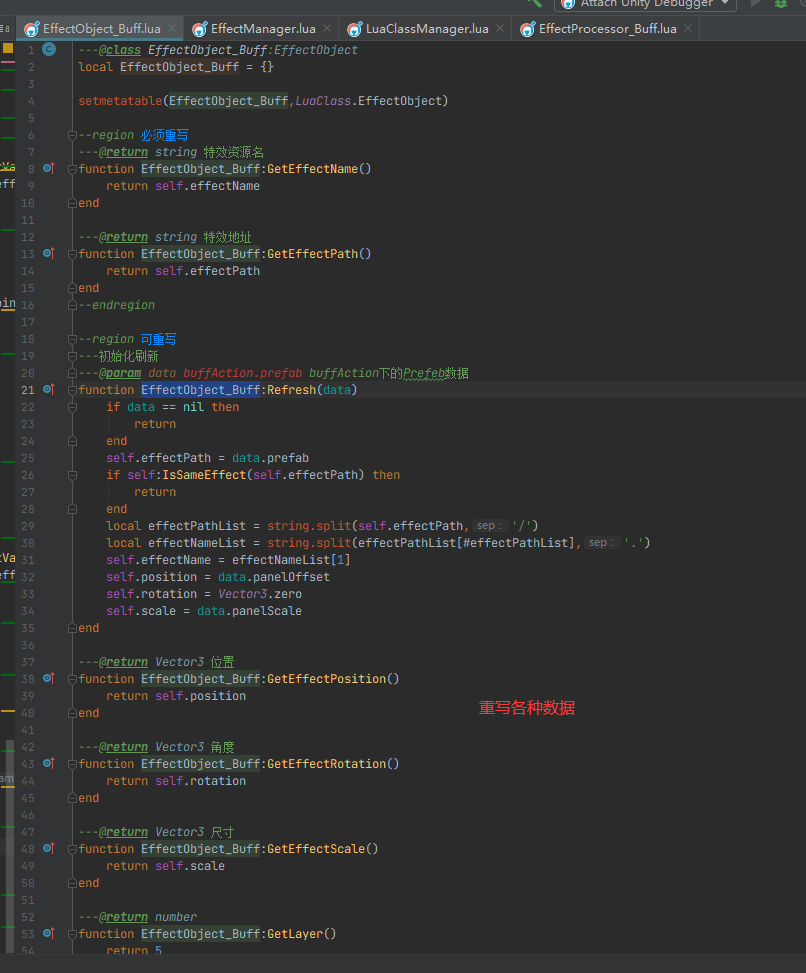 Attach Unity Debugger
EffectObject_Buff.lua
EffectManager.lua
LuaClassManager.lua
EffectProcessor_Buff.lua
1 ---@class EffectObject_Buff:EffectObject
2 local EffectObject_Buff = {}
3
4 setmetatable(EffectObject_Buff,LuaClass.EffectObject)
5
6 --region 必须重写
7 ---@return string 特效资源名
8 function EffectObject_Buff:GetEffectName()
9 return self.effectName
10 end
11
12 ---@return string 特效地址
13 function EffectObject_Buff:GetEffectPath()
14 return self.effectPath
15 end
16 --endregion
17
18 --region 可重写
19 ---初始化刷新
20 ---@param data buffAction.prefab buffAction下的Prefeb数据
21 function EffectObject_Buff:Refresh(data)
22 if data == nil then
23 return
24 end
25 self.effectPath = data.prefab
26 if self:IsSameEffect(self.effectPath) then
27 return
28 end
29 local effectPathList = string.split(self.effectPath, sep: '/')
30 local effectNameList = string.split(effectPathList[#effectPathList], sep: '.')
31 self.effectName = effectNameList[1]
32 self.position = data.panelOffset
33 self.rotation = Vector3.zero
34 self.scale = data.panelScale
35 end
36
37 ---@return Vector3 位置
38 function EffectObject_Buff:GetEffectPosition()
39 return self.position
40 end
重写各种数据
41
42 ---@return Vector3 角度
43 function EffectObject_Buff:GetEffectRotation()
44 return self.rotation
45 end
46
47 ---@return Vector3 尺寸
48 function EffectObject_Buff:GetEffectScale()
49 return self.scale
50 end
51
52 ---@return number
53 function EffectObject_Buff:GetLayer()
54 return 5